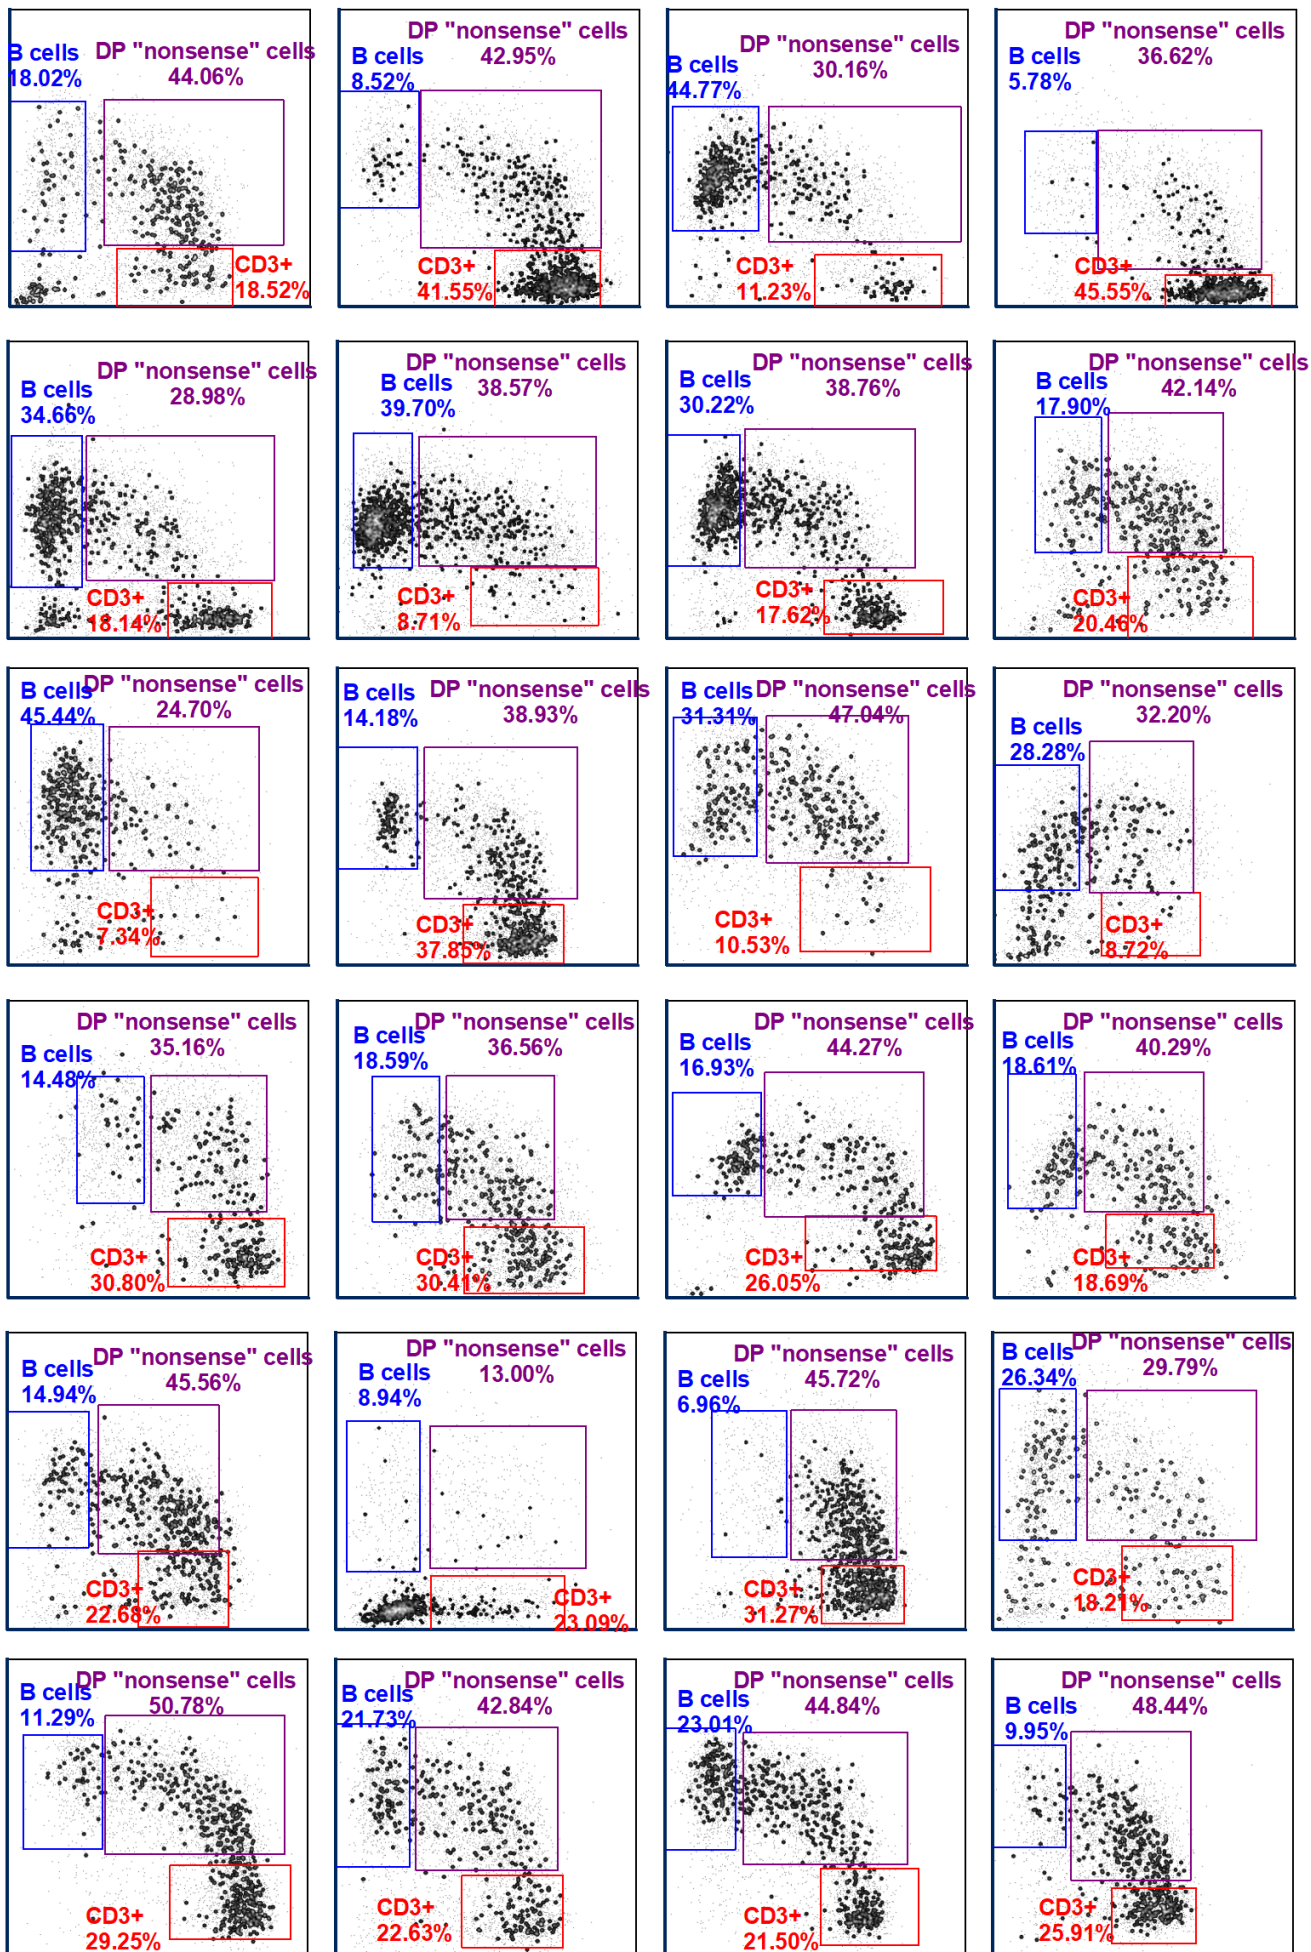 B cells
18.02%
DP "nonsense" cells
44.06%
CD3+
18.52%
B cells
8.52%
DP "nonsense" cells
42.95%
CD3+
41.55%
B cells
44.77%
DP "nonsense" cells
30.16%
CD3+
11.23%
B cells
5.78%
DP "nonsense" cells
36.62%
CD3+
45.55%
B cells
34.66%
DP "nonsense" cells
28.98%
CD3+
18.14%
B cells
39.70%
DP "nonsense" cells
38.57%
CD3+
8.71%
B cells
30.22%
DP "nonsense" cells
38.76%
CD3+
17.62%
B cells
17.90%
DP "nonsense" cells
42.14%
CD3+
20.46%
B cells
45.44%
DP "nonsense" cells
24.70%
CD3+
7.34%
B cells
14.18%
DP "nonsense" cells
38.93%
CD3+
37.85%
B cells
31.31%
DP "nonsense" cells
47.04%
CD3+
10.53%
B cells
28.28%
DP "nonsense" cells
32.20%
CD3+
8.72%
B cells
14.48%
DP "nonsense" cells
35.16%
CD3+
30.80%
B cells
18.59%
DP "nonsense" cells
36.56%
CD3+
30.41%
B cells
16.93%
DP "nonsense" cells
44.27%
CD3+
26.05%
B cells
18.61%
DP "nonsense" cells
40.29%
CD3+
18.69%
B cells
14.94%
DP "nonsense" cells
45.56%
CD3+
22.68%
B cells
8.94%
DP "nonsense" cells
13.00%
CD3+
23.09%
B cells
6.96%
DP "nonsense" cells
45.72%
CD3+
31.27%
B cells
26.34%
DP "nonsense" cells
29.79%
CD3+
18.21%
B cells
11.29%
DP "nonsense" cells
50.78%
CD3+
29.25%
B cells
21.73%
DP "nonsense" cells
42.84%
CD3+
22.63%
B cells
23.01%
DP "nonsense" cells
44.84%
CD3+
21.50%
B cells
9.95%
DP "nonsense" cells
48.44%
CD3+
25.91%